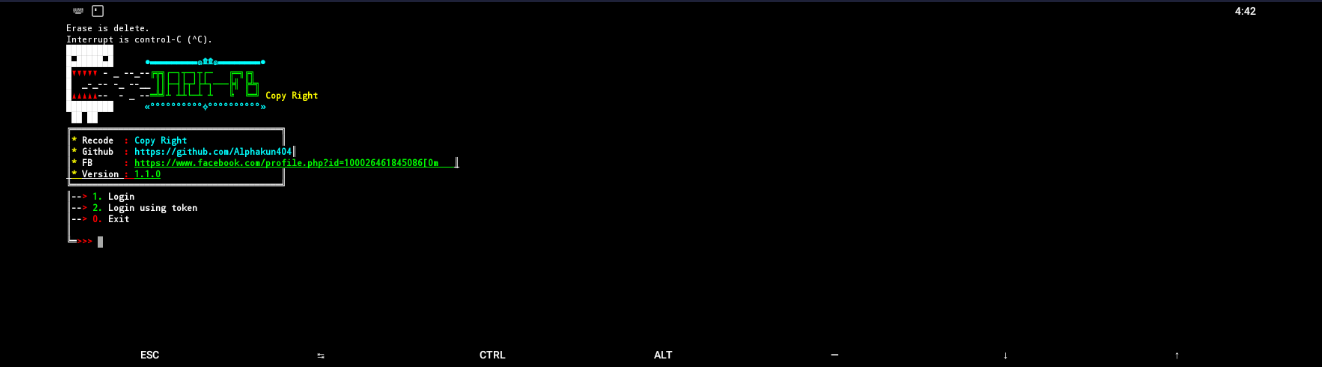 4:42
Erase is delete.
Interrupt is control-C (^C).
Copy Right
* Recode : Copy Right
* Github : https://github.com/Alphakun404
* FB : https://www.facebook.com/profile.php?id=100026461845086[0m
* Version : 1.1.0
--> 1. Login
--> 2. Login using token
--> 0. Exit
>>>
ESC CTRL ALT — ↓ ↑